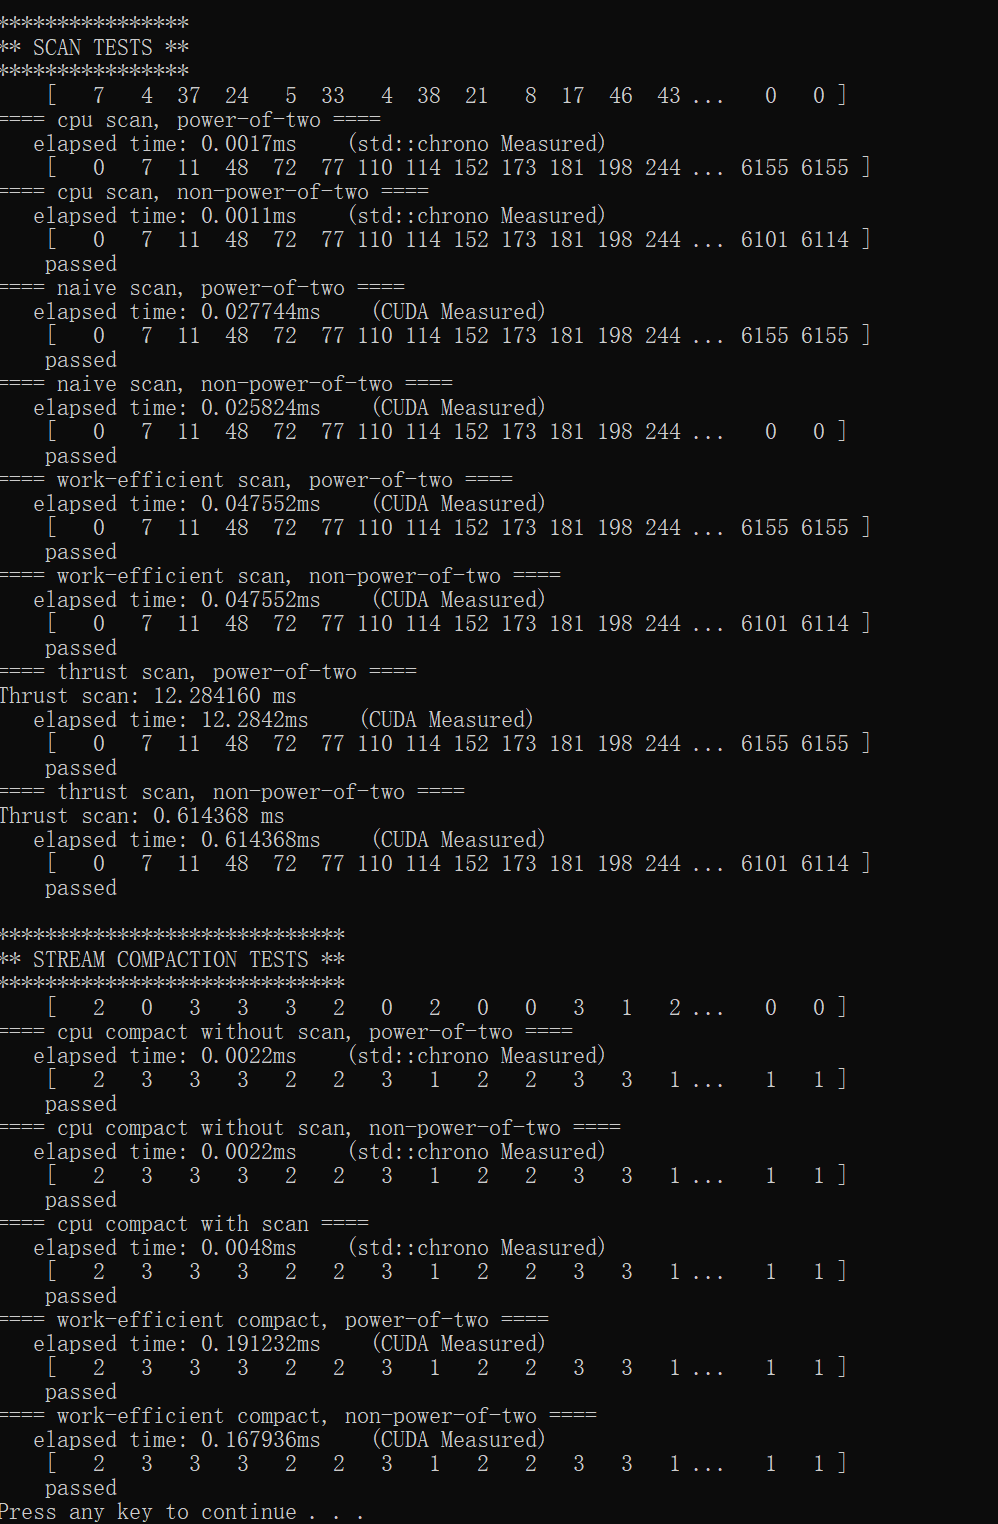 ****************
** SCAN TESTS **
****************
    [   7   4  37  24   5  33   4  38  21   8  17  46  43 ...   0   0 ]
==== cpu scan, power-of-two ====
   elapsed time: 0.0017ms    (std::chrono Measured)
    [   0   7  11  48  72  77 110 114 152 173 181 198 244 ... 6155 6155 ]
==== cpu scan, non-power-of-two ====
   elapsed time: 0.0011ms    (std::chrono Measured)
    [   0   7  11  48  72  77 110 114 152 173 181 198 244 ... 6101 6114 ]
    passed
==== naive scan, power-of-two ====
   elapsed time: 0.027744ms    (CUDA Measured)
    [   0   7  11  48  72  77 110 114 152 173 181 198 244 ... 6155 6155 ]
    passed
==== naive scan, non-power-of-two ====
   elapsed time: 0.025824ms    (CUDA Measured)
    [   0   7  11  48  72  77 110 114 152 173 181 198 244 ...   0   0 ]
    passed
==== work-efficient scan, power-of-two ====
   elapsed time: 0.047552ms    (CUDA Measured)
    [   0   7  11  48  72  77 110 114 152 173 181 198 244 ... 6155 6155 ]
    passed
==== work-efficient scan, non-power-of-two ====
   elapsed time: 0.047552ms    (CUDA Measured)
    [   0   7  11  48  72  77 110 114 152 173 181 198 244 ... 6101 6114 ]
    passed
==== thrust scan, power-of-two ====
Thrust scan: 12.284160 ms
   elapsed time: 12.2842ms    (CUDA Measured)
    [   0   7  11  48  72  77 110 114 152 173 181 198 244 ... 6155 6155 ]
    passed
==== thrust scan, non-power-of-two ====
Thrust scan: 0.614368 ms
   elapsed time: 0.614368ms    (CUDA Measured)
    [   0   7  11  48  72  77 110 114 152 173 181 198 244 ... 6101 6114 ]
    passed

*****************************
** STREAM COMPACTION TESTS **
*****************************
    [   2   0   3   3   3   2   0   2   0   0   3   1   2 ...   0   0 ]
==== cpu compact without scan, power-of-two ====
   elapsed time: 0.0022ms    (std::chrono Measured)
    [   2   3   3   3   2   2   3   1   2   2   3   3   1 ...   1   1 ]
    passed
==== cpu compact without scan, non-power-of-two ====
   elapsed time: 0.0022ms    (std::chrono Measured)
    [   2   3   3   3   2   2   3   1   2   2   3   3   1 ...   1   1 ]
    passed
==== cpu compact with scan ====
   elapsed time: 0.0048ms    (std::chrono Measured)
    [   2   3   3   3   2   2   3   1   2   2   3   3   1 ...   1   1 ]
    passed
==== work-efficient compact, power-of-two ====
   elapsed time: 0.191232ms    (CUDA Measured)
    [   2   3   3   3   2   2   3   1   2   2   3   3   1 ...   1   1 ]
    passed
==== work-efficient compact, non-power-of-two ====
   elapsed time: 0.167936ms    (CUDA Measured)
    [   2   3   3   3   2   2   3   1   2   2   3   3   1 ...   1   1 ]
    passed
Press any key to continue . . .